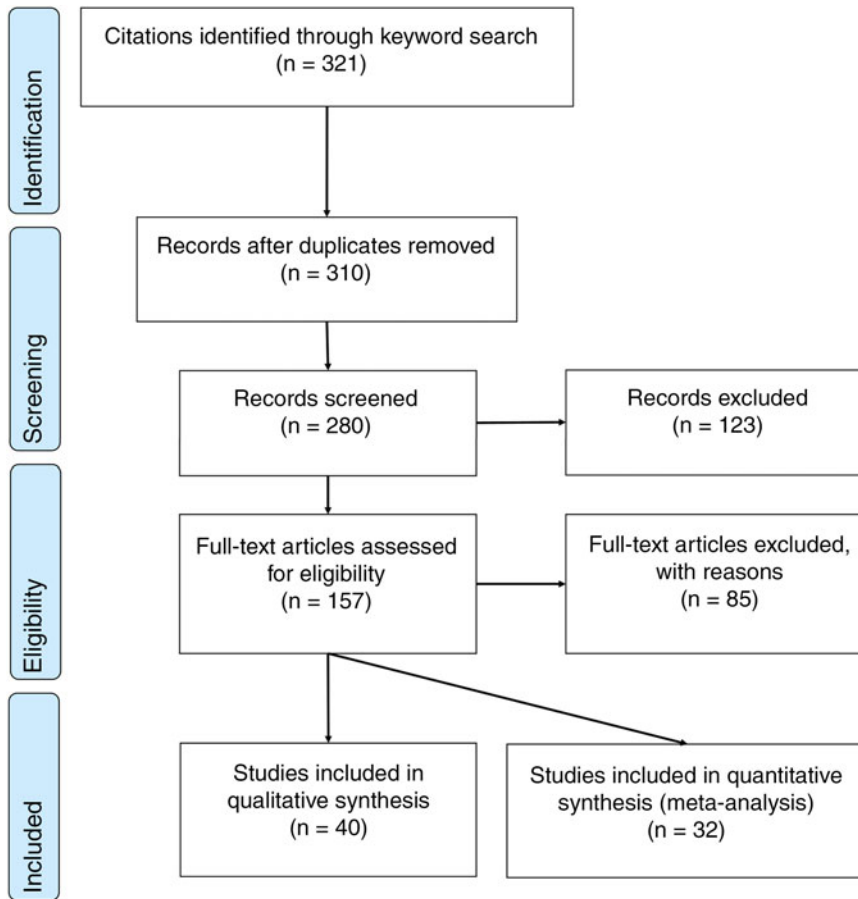 Identification
Citations identified through keyword search
(n = 321)
Screening
Records after duplicates removed
(n = 310)
Records screened
(n = 280)
Records excluded
(n = 123)
Eligibility
Full-text articles assessed
for eligibility
(n = 157)
Full-text articles excluded,
with reasons
(n = 85)
Included
Studies included in
qualitative synthesis
(n = 40)
Studies included in quantitative
synthesis (meta-analysis)
n = 32)